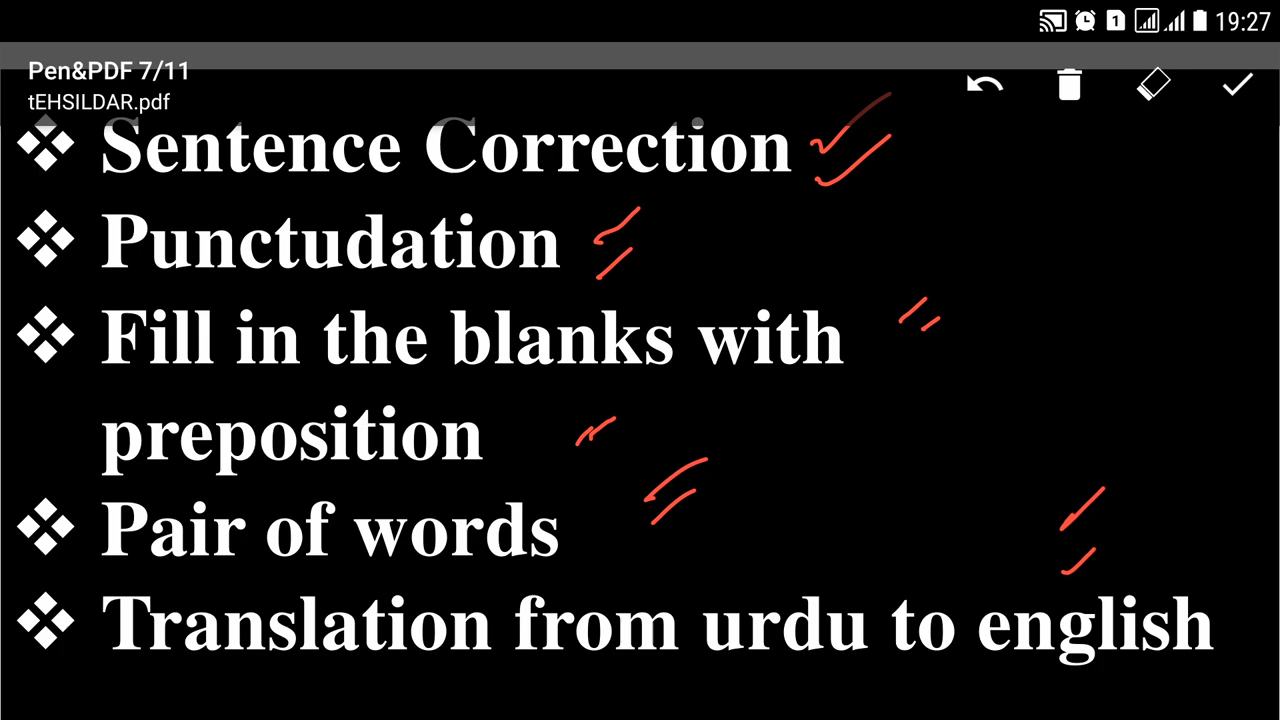 19:27
Pen&PDF 7/11
tEHSILDAR.pdf
❖ Sentence Correction
❖ Punctudation
❖ Fill in the blanks with
preposition
❖ Pair of words
❖ Translation from urdu to english